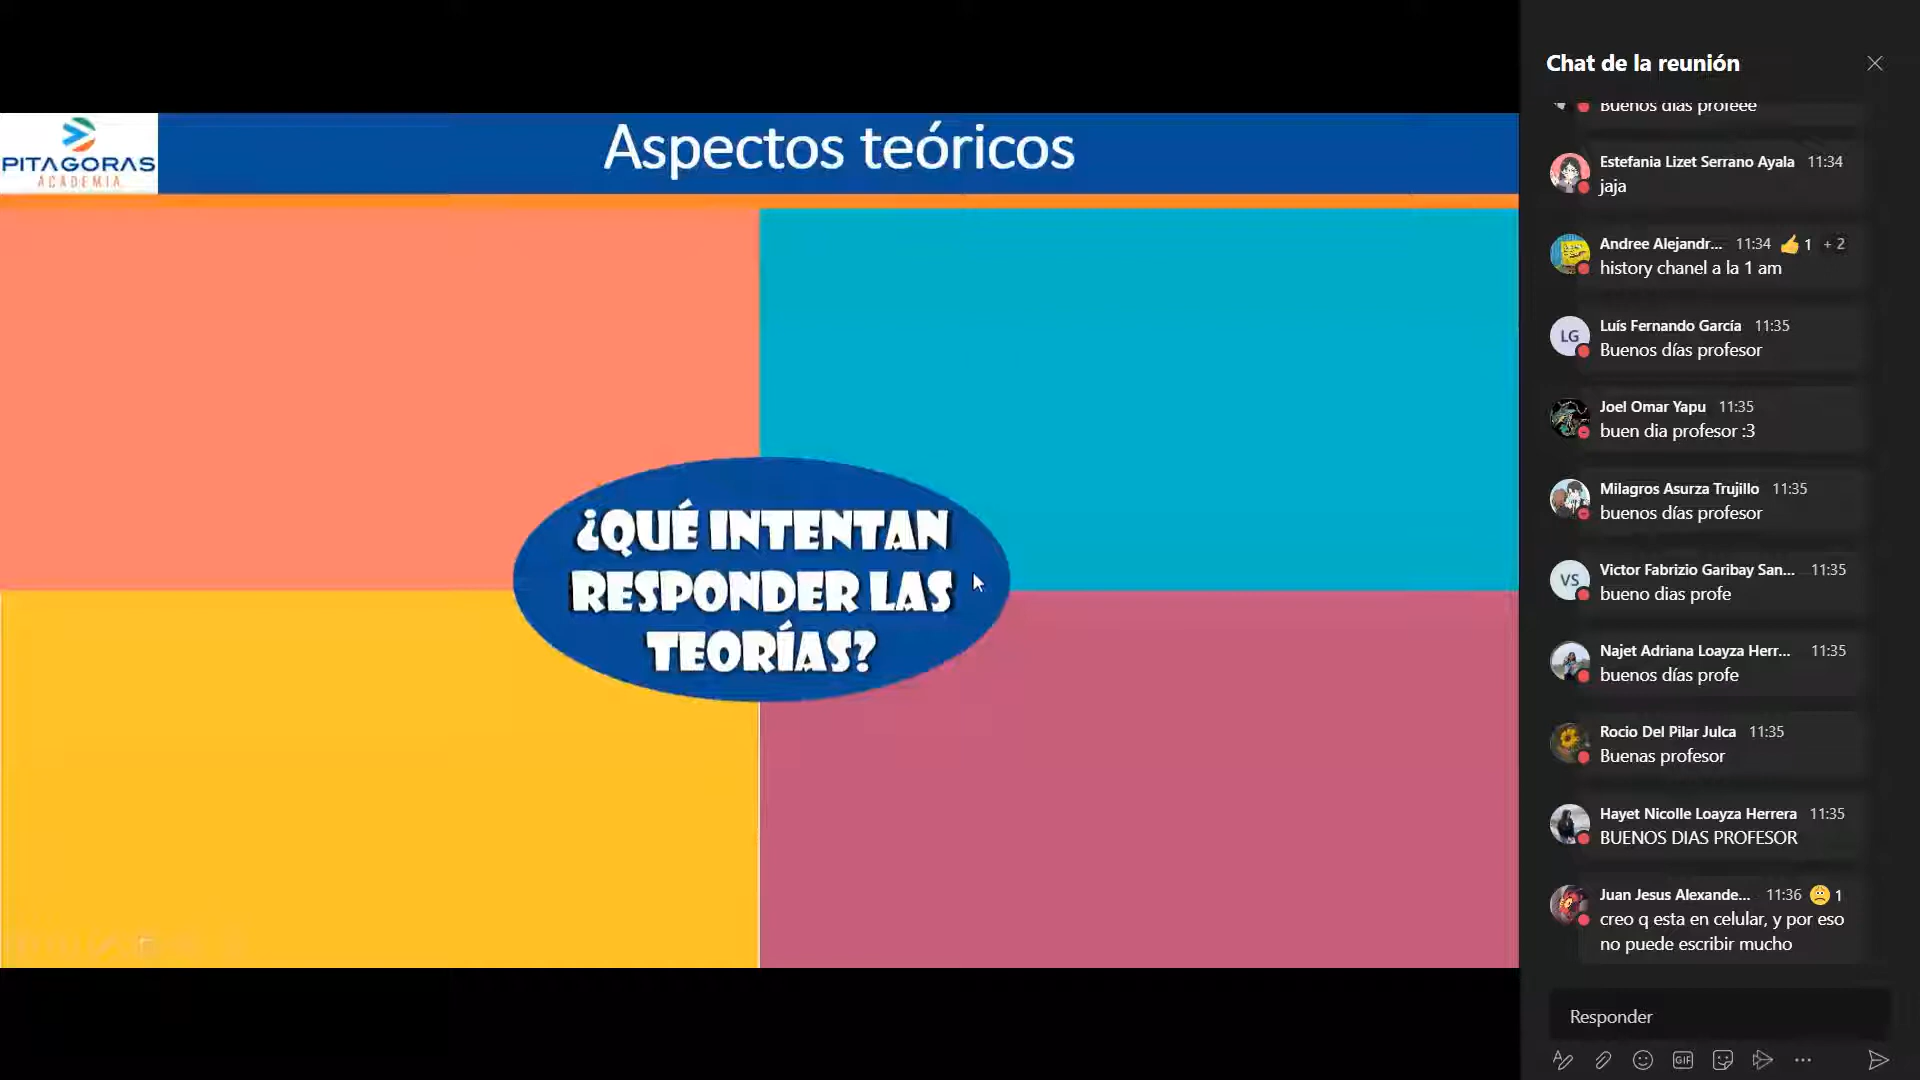 PITAGORAS
ACADEMIA
Aspectos teóricos
¿QUÉ INTENTAN
RESPONDER LAS
TEORÍAS?
Chat de la reunión
Buenos días profeee
Estefania Lizet Serrano Ayala 11:34
jaja
Andree Alejandr... 11:34 👍 1 + 2
history chanel a la 1 am
LG
Luís Fernando García 11:35
Buenos días profesor
Joel Omar Yapu 11:35
buen dia profesor :3
Milagros Asurza Trujillo 11:35
buenos días profesor
VS
Victor Fabrizio Garibay San... 11:35
bueno dias profe
Najet Adriana Loayza Herr... 11:35
buenos días profe
Rocio Del Pilar Julca 11:35
Buenas profesor
Hayet Nicolle Loayza Herrera 11:35
BUENOS DIAS PROFESOR
Juan Jesus Alexande... 11:36 🙁 1
creo q esta en celular, y por eso
no puede escribir mucho
Responder
GIF